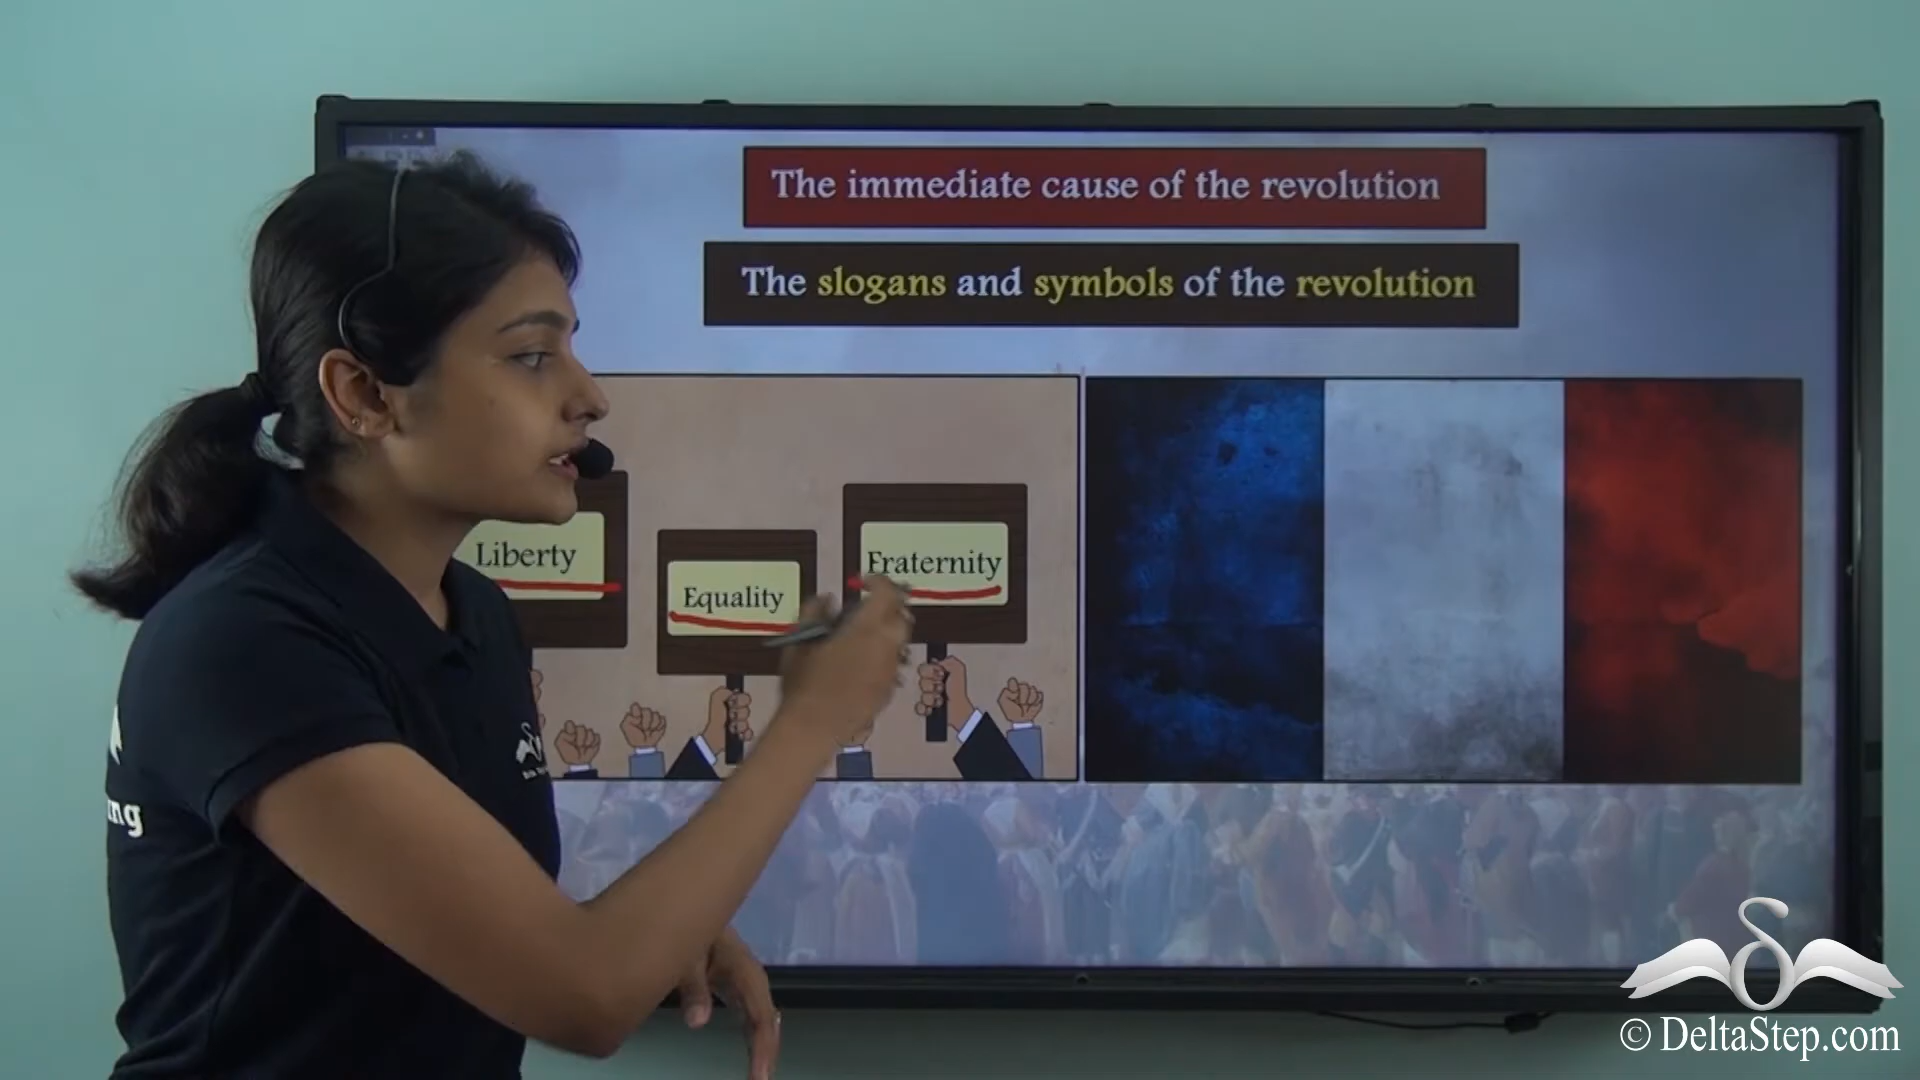 The immediate cause of the revolution
The slogans and symbols of the revolution
Liberty
Equality
Fraternity
© DeltaStep.com